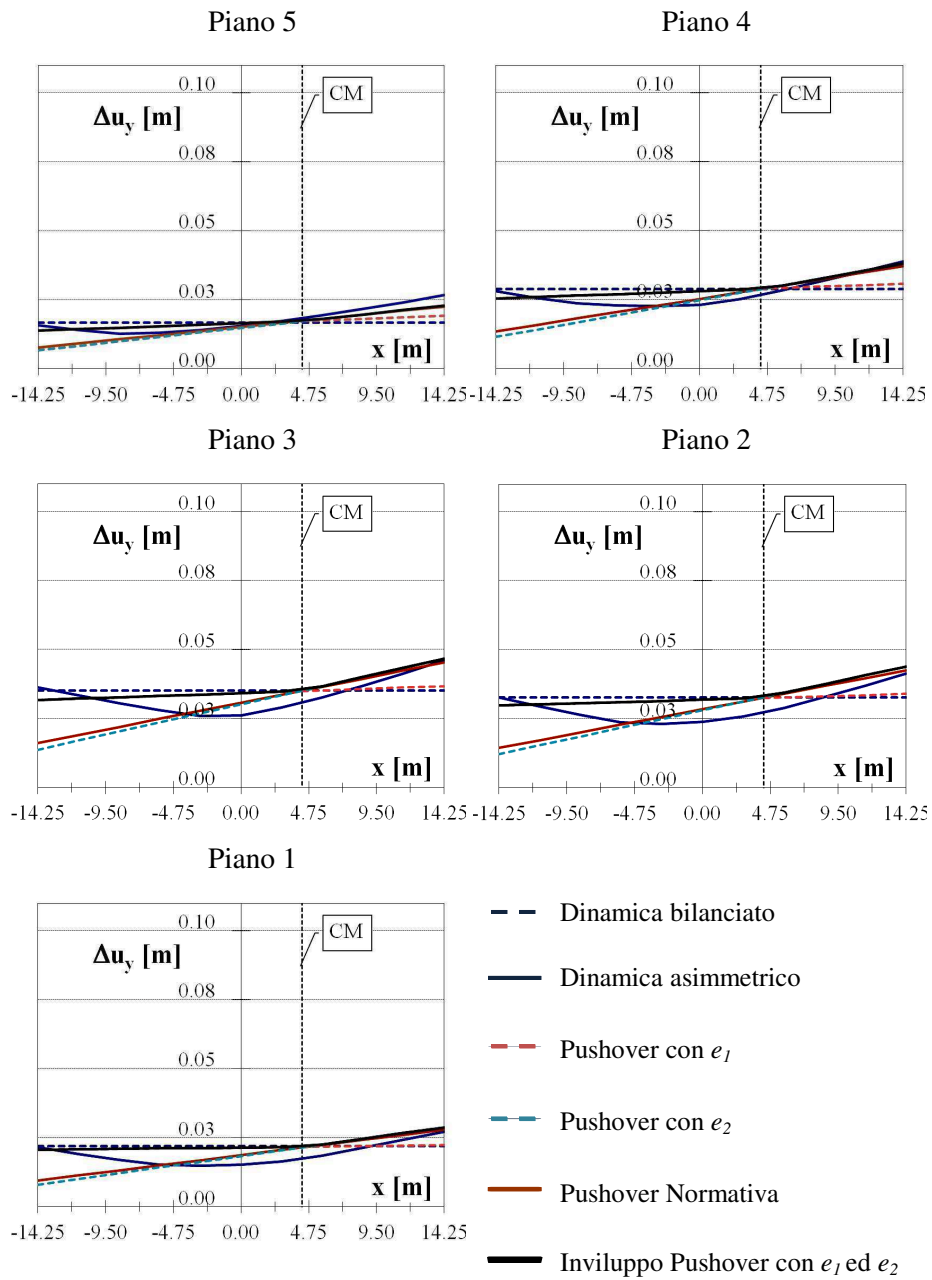 Piano 5
Piano 4
0.10
CM
Δu_y [m]
0.08
0.05
0.03
x [m]
0.00
-14.25 -9.50 -4.75 0.00 4.75 9.50 14.25
0.10
CM
Δu_y [m]
0.08
0.05
0.03
x [m]
0.00
-14.25 -9.50 -4.75 0.00 4.75 9.50 14.25
Piano 3
Piano 2
0.10
CM
Δu_y [m]
0.08
0.05
0.03
x [m]
0.00
-14.25 -9.50 -4.75 0.00 4.75 9.50 14.25
0.10
CM
Δu_y [m]
0.08
0.05
0.03
x [m]
0.00
-14.25 -9.50 -4.75 0.00 4.75 9.50 14.25
Piano 1
0.10
CM
Δu_y [m]
0.08
0.05
0.03
x [m]
0.00
-14.25 -9.50 -4.75 0.00 4.75 9.50 14.25
Dinamica bilanciato
Dinamica asimmetrico
Pushover con e_1
Pushover con e_2
Pushover Normativa
Inviluppo Pushover con e_1 ed e_2